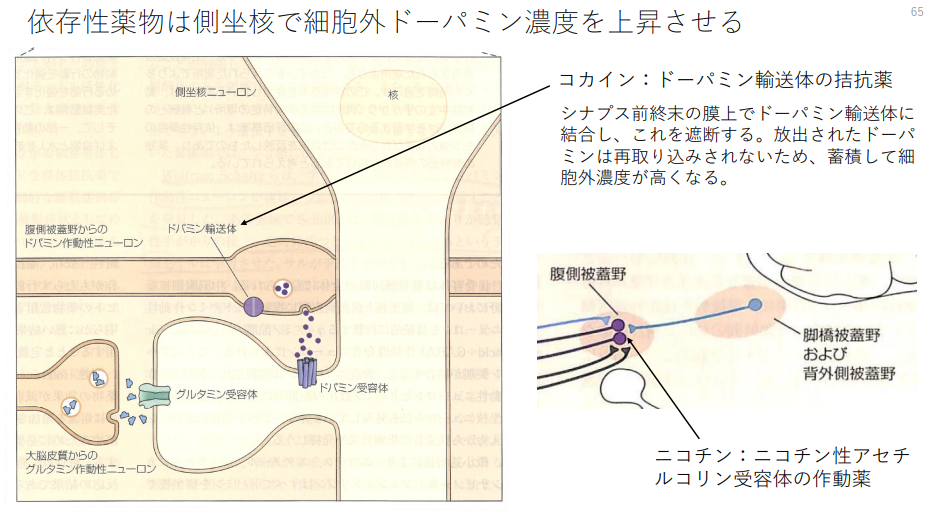 依存性薬物は側坐核で細胞外ドーパミン濃度を上昇させる
65
側坐核ニューロン
核
コカイン：ドーパミン輸送体の拮抗薬
シナプス前終末の膜上でドーパミン輸送体に
結合し、これを遮断する。放出されたドーパ
ミンは再取り込みされないため、蓄積して細
胞外濃度が高くなる。
腹側被蓋野からの
ドパミン作動性ニューロン
ドパミン輸送体
グルタミン受容体
ドパミン受容体
大脳皮質からの
グルタミン作動性ニューロン
腹側被蓋野
脚橋被蓋野
および
背外側被蓋野
ニコチン：ニコチン性アセチ
ルコリン受容体の作動薬